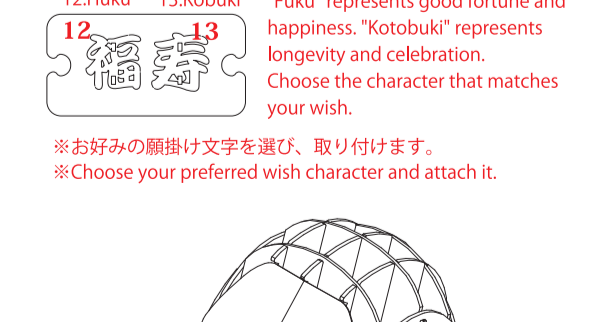 12.Huku 13.Kobuki
"Fuku" represents good fortune and
happiness. "Kotobuki" represents
longevity and celebration.
Choose the character that matches
your wish.
12 13
福 寿
※お好みの願掛け文字を選び、取り付けます。
※Choose your preferred wish character and attach it.